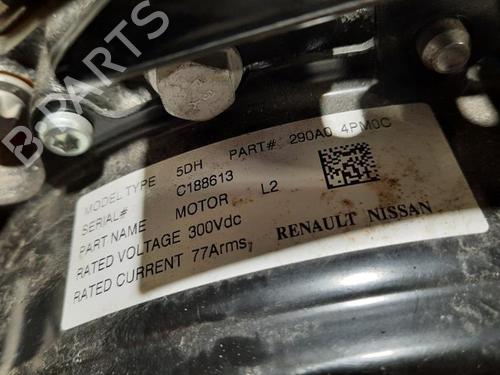 MODEL TYPE 5DH PART# 290A0 4PM0C
SERIAL# C188613
PART NAME MOTOR L2
RATED VOLTAGE 300Vdc
RATED CURRENT 77Arms,
RENAULT NISSAN